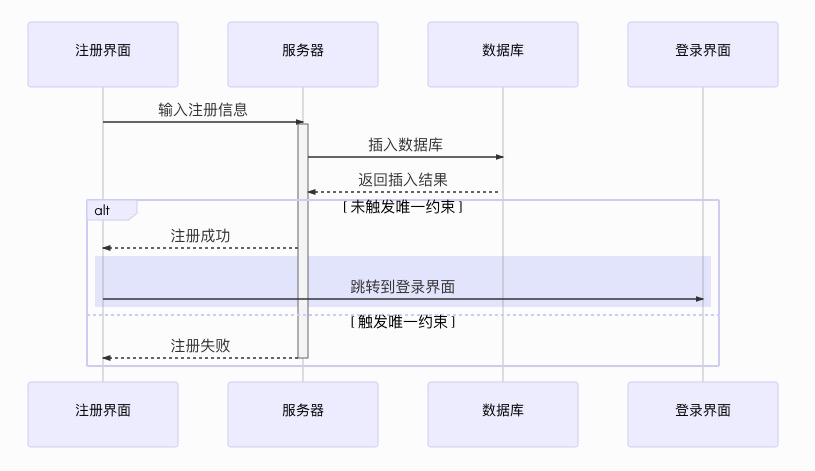 注册界面
服务器
数据库
登录界面
输入注册信息
插入数据库
返回插入结果
alt
[ 未触发唯一约束 ]
注册成功
跳转到登录界面
[ 触发唯一约束 ]
注册失败
注册界面
服务器
数据库
登录界面